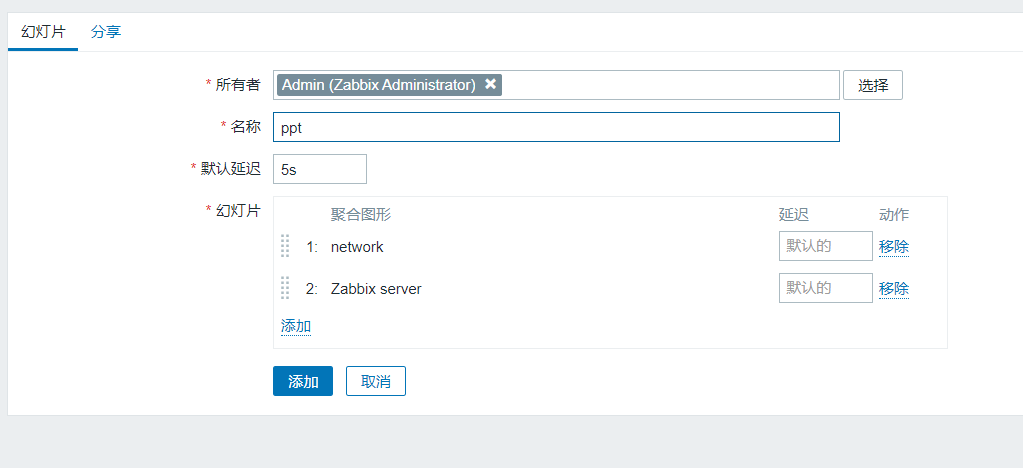 幻灯片 分享
* 所有者 Admin (Zabbix Administrator) ✖ 选择
* 名称 ppt
* 默认延迟 5s
* 幻灯片 聚合图形 延迟 动作
1: network 默认的 移除
2: Zabbix server 默认的 移除
添加
添加 取消